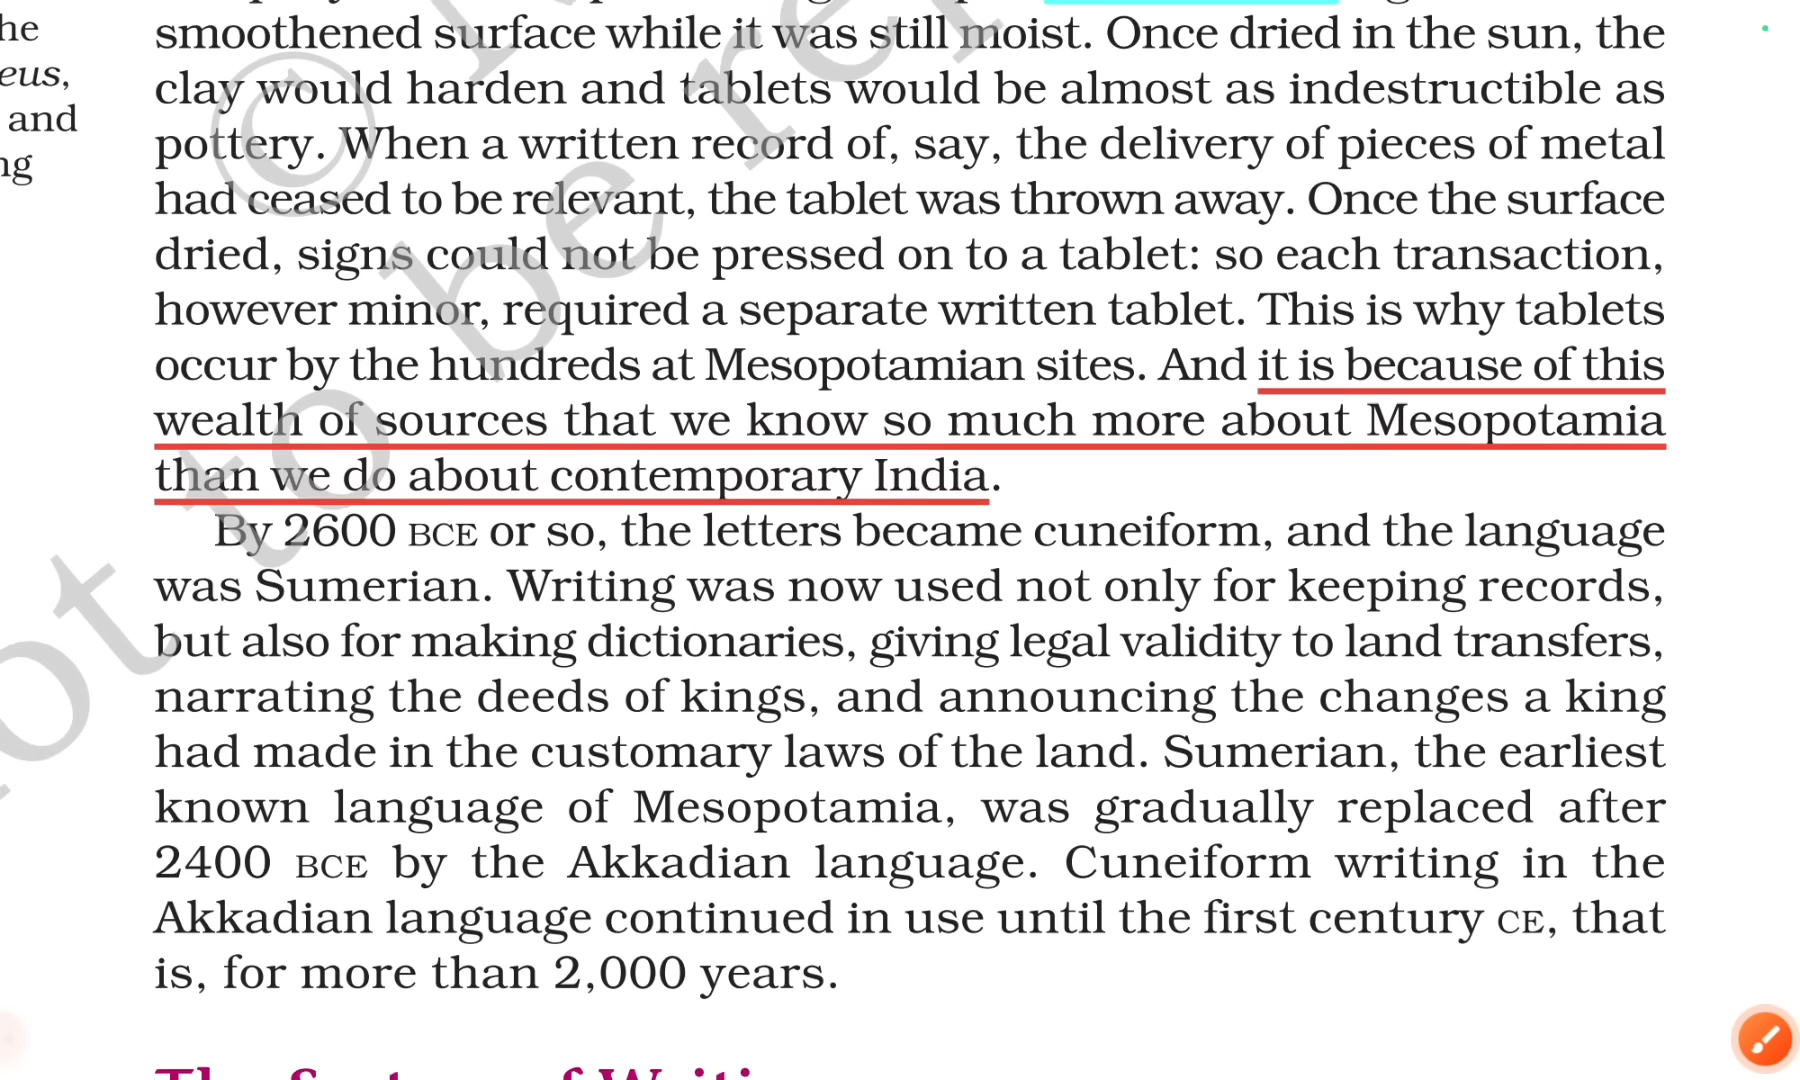 he
eus,
and
ng
smoothened surface while it was still moist. Once dried in the sun, the
clay would harden and tablets would be almost as indestructible as
pottery. When a written record of, say, the delivery of pieces of metal
had ceased to be relevant, the tablet was thrown away. Once the surface
dried, signs could not be pressed on to a tablet: so each transaction,
however minor, required a separate written tablet. This is why tablets
occur by the hundreds at Mesopotamian sites. And it is because of this
wealth of sources that we know so much more about Mesopotamia
than we do about contemporary India.
By 2600 BCE or so, the letters became cuneiform, and the language
was Sumerian. Writing was now used not only for keeping records,
but also for making dictionaries, giving legal validity to land transfers,
narrating the deeds of kings, and announcing the changes a king
had made in the customary laws of the land. Sumerian, the earliest
known language of Mesopotamia, was gradually replaced after
2400 BCE by the Akkadian language. Cuneiform writing in the
Akkadian language continued in use until the first century CE, that
is, for more than 2,000 years.